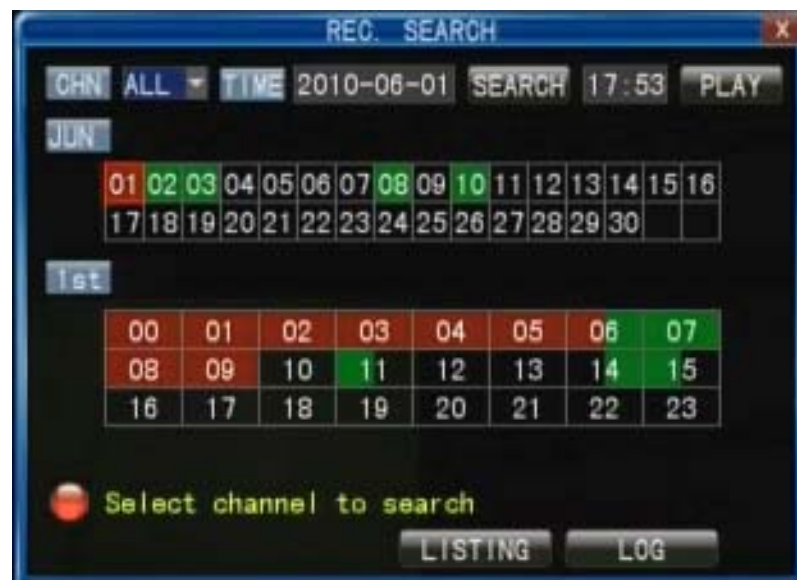 REC. SEARCH X
CHN ALL TIME 2010-06-01 SEARCH 17:53 PLAY
JUN
01 02 03 04 05 06 07 08 09 10 11 12 13 14 15 16
17 18 19 20 21 22 23 24 25 26 27 28 29 30
1st
00 01 02 03 04 05 06 07
08 09 10 11 12 13 14 15
16 17 18 19 20 21 22 23
Select channel to search
LISTING LOG